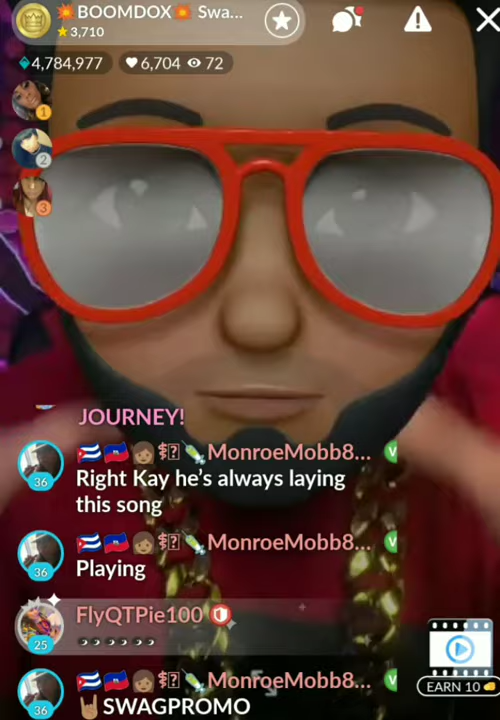 💥BOOMDOX💥 Swa...
★3,710
4,784,977
6,704
72
1
2
3
JOURNEY!
MonroeMobb8...
V
36
Right Kay he's always laying
this song
MonroeMobb8...
V
36
Playing
FlyQTPie100
25
MonroeMobb8...
V
36
🤘🏽SWAGPROMO
EARN 10